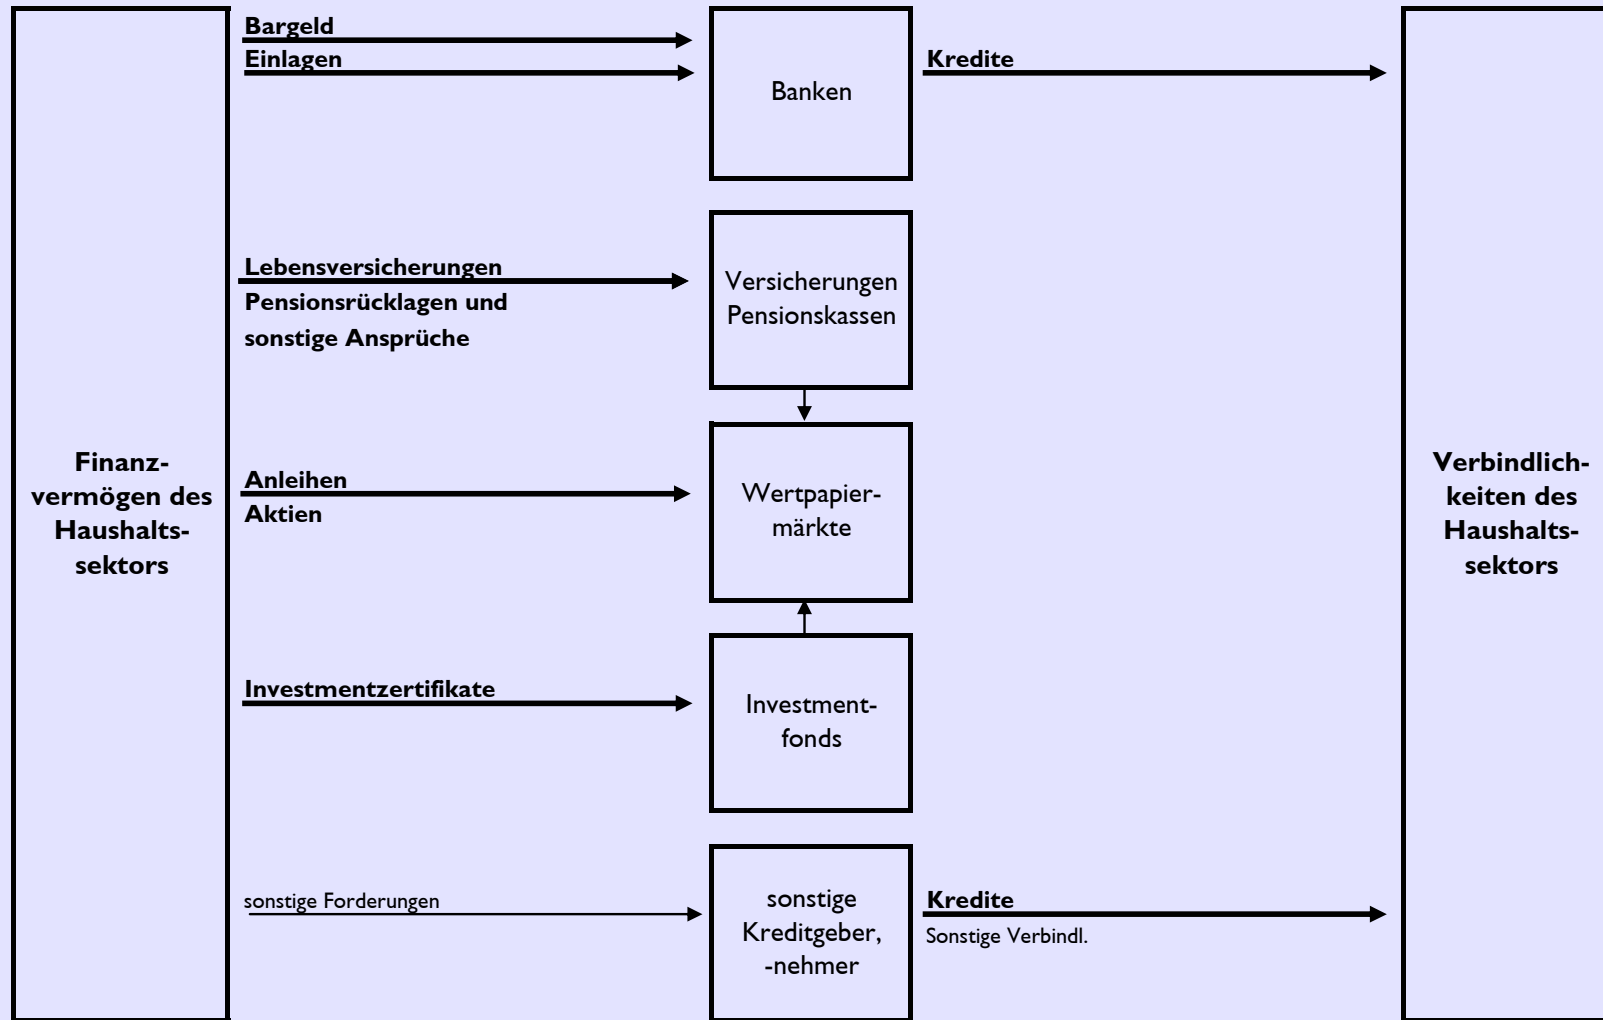 Bargeld
Einlagen
Banken
Kredite
Lebensversicherungen
Pensionsrücklagen und
sonstige Ansprüche
Versicherungen
Pensionskassen
Finanz-
vermögen des
Haushalts-
sektors
Anleihen
Aktien
Wertpapier-
märkte
Verbindlich-
keiten des
Haushalts-
sektors
Investmentzertifikate
Investment-
fonds
sonstige Forderungen
sonstige
Kreditgeber,
-nehmer
Kredite
Sonstige Verbindl.